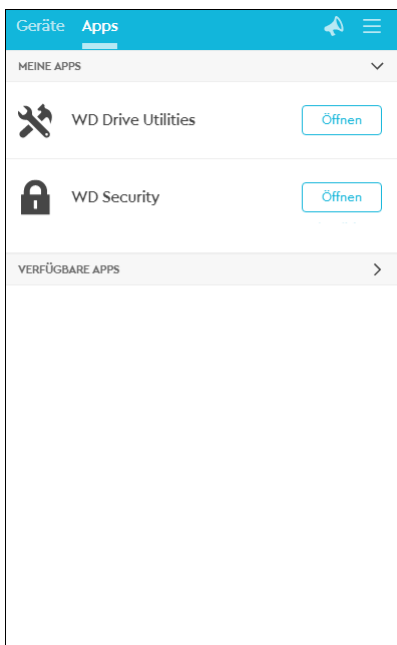 Geräte Apps
MEINE APPS
WD Drive Utilities Öffnen
WD Security Öffnen
VERFÜGBARE APPS